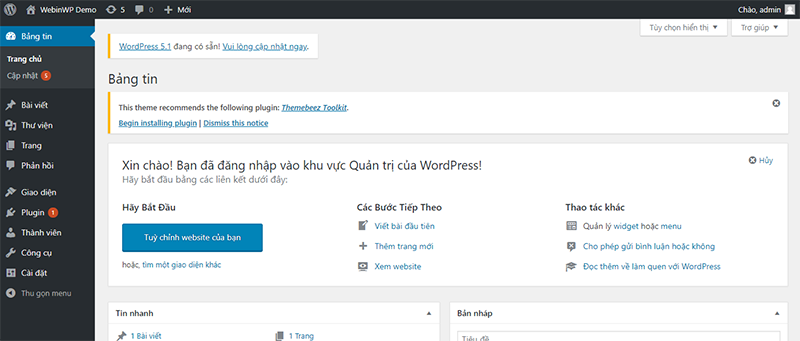 WebinWP Demo 5 0 Mới Chào, admin
Tùy chọn hiển thị Trợ giúp
Bảng tin
Trang chủ
Cập nhật 5
Bài viết
Thư viện
Trang
Phản hồi
Giao diện
Plugin 1
Thành viên
Công cụ
Cài đặt
Thu gọn menu
WordPress 5.1 đang có sẵn! Vui lòng cập nhật ngay.
Bảng tin
This theme recommends the following plugin: Themebeez Toolkit.
Begin installing plugin | Dismiss this notice
Xin chào! Bạn đã đăng nhập vào khu vực Quản trị của WordPress!
Hủy
Hãy bắt đầu bằng các liên kết dưới đây:
Hãy Bắt Đầu
Tuỳ chỉnh website của bạn
hoặc, tìm một giao diện khác
Các Bước Tiếp Theo
Viết bài đầu tiên
Thêm trang mới
Xem website
Thao tác khác
Quản lý widget hoặc menu
Cho phép gửi bình luận hoặc không
Đọc thêm về làm quen với WordPress
Tin nhanh
1 Bài viết 1 Trang
Bản nháp
Tiêu đề